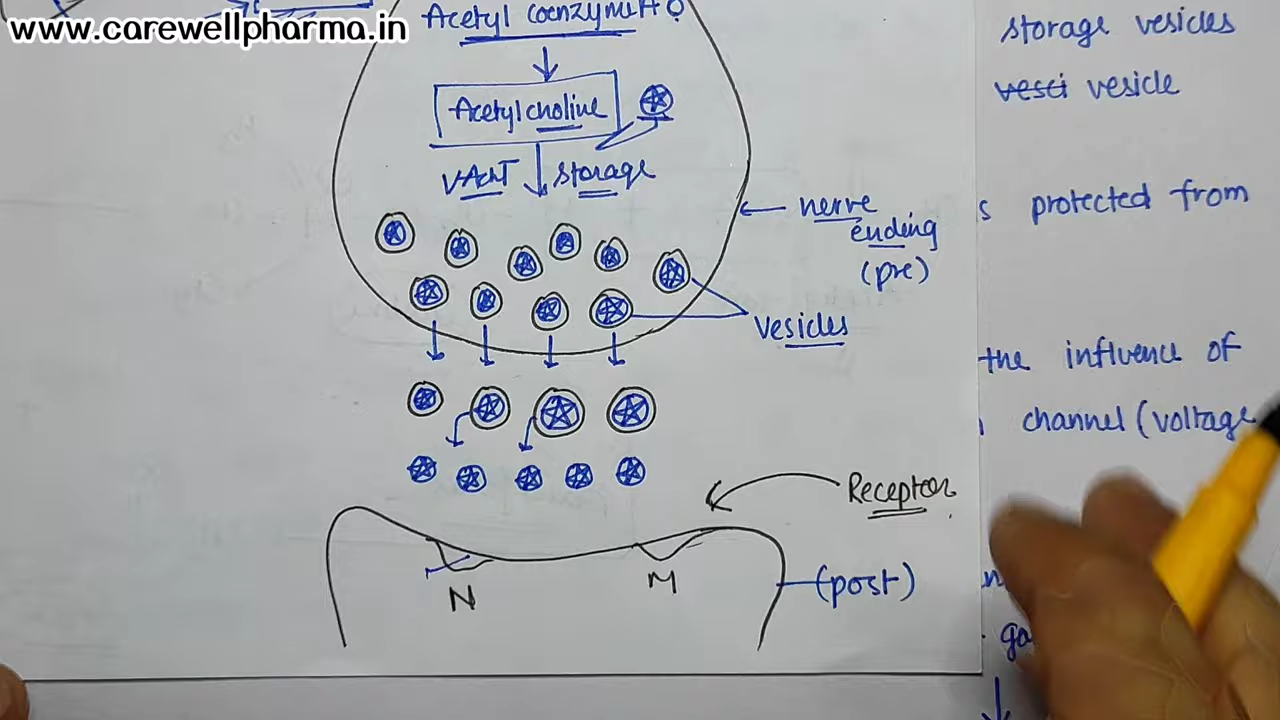 www.carewellpharma.in
Acetyl coenzyme
Acetylcholine
VAchT storage
nerve
ending
(pre)
vesicles
Receptor
N
M
(post)
storage vesicles
vesci vesicle
s protected from
the influence of
channel (voltage